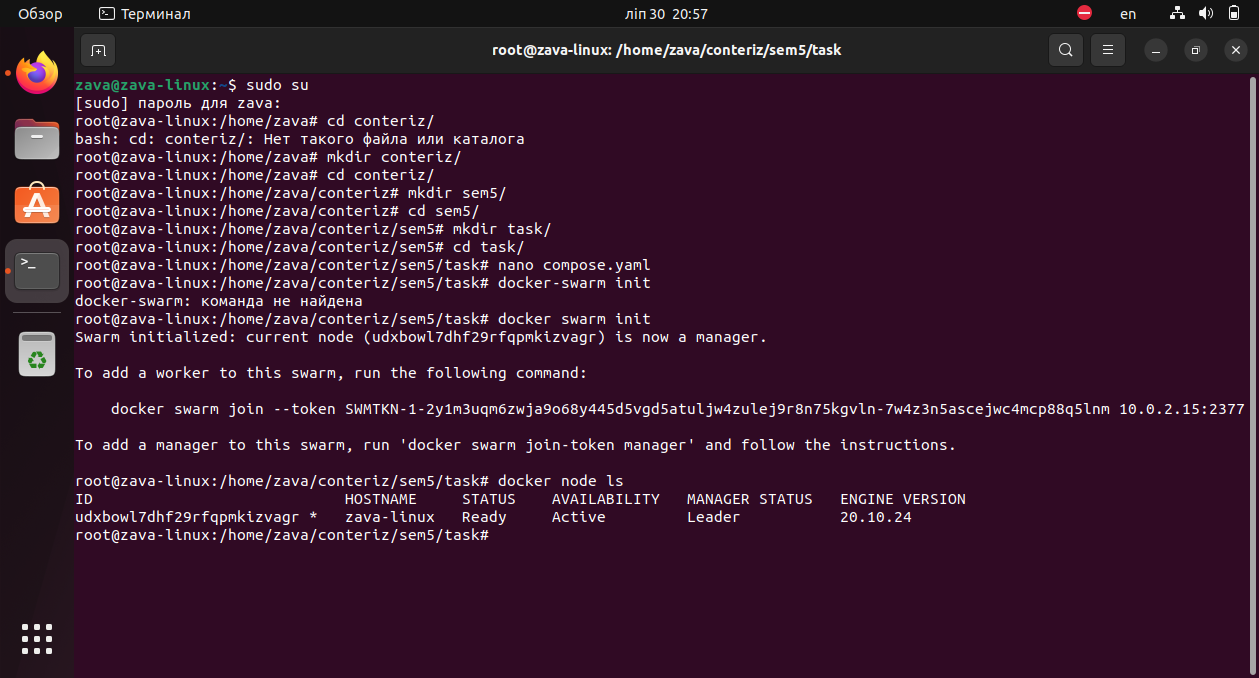 Обзор
Терминал
ліп 30 20:57
en
root@zava-linux: /home/zava/conteriz/sem5/task
zava@zava-linux:~$ sudo su
[sudo] пароль для zava:
root@zava-linux:/home/zava# cd conteriz/
bash: cd: conteriz/: Нет такого файла или каталога
root@zava-linux:/home/zava# mkdir conteriz/
root@zava-linux:/home/zava# cd conteriz/
root@zava-linux:/home/zava/conteriz# mkdir sem5/
root@zava-linux:/home/zava/conteriz# cd sem5/
root@zava-linux:/home/zava/conteriz/sem5# mkdir task/
root@zava-linux:/home/zava/conteriz/sem5# cd task/
root@zava-linux:/home/zava/conteriz/sem5/task# nano compose.yaml
root@zava-linux:/home/zava/conteriz/sem5/task# docker-swarm init
docker-swarm: команда не найдена
root@zava-linux:/home/zava/conteriz/sem5/task# docker swarm init
Swarm initialized: current node (udxbowl7dhf29rfqpmkizvagr) is now a manager.
To add a worker to this swarm, run the following command:
docker swarm join --token SWMTKN-1-2y1m3uqm6zwja9o68y445d5vgd5atuljw4zulej9r8n75kgvln-7w4z3n5ascejwc4mcp88q5lnm 10.0.2.15:2377
To add a manager to this swarm, run 'docker swarm join-token manager' and follow the instructions.
root@zava-linux:/home/zava/conteriz/sem5/task# docker node ls
ID HOSTNAME STATUS AVAILABILITY MANAGER STATUS ENGINE VERSION
udxbowl7dhf29rfqpmkizvagr * zava-linux Ready Active Leader 20.10.24
root@zava-linux:/home/zava/conteriz/sem5/task#